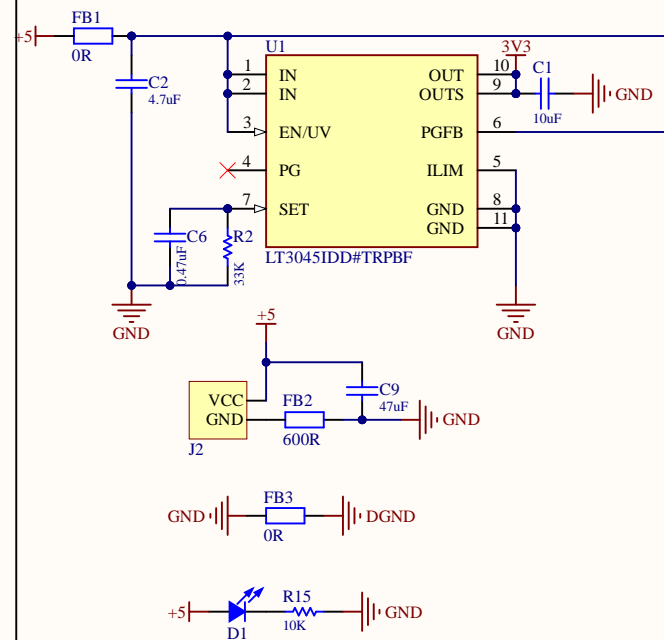 FB1
+5
0R
U1
3V3
C2
4.7uF
1
IN
OUT
10
C1
2
IN
OUTS
9
GND
10uF
3
EN/UV
PGFB
6
4
PG
ILIM
5
7
SET
GND
8
GND
11
C6
0.47uF
R2
33K
LT3045IDD#TRPBF
GND
GND
+5
VCC
GND
J2
FB2
600R
C9
47uF
GND
GND
FB3
0R
DGND
+5
D1
R15
10K
GND